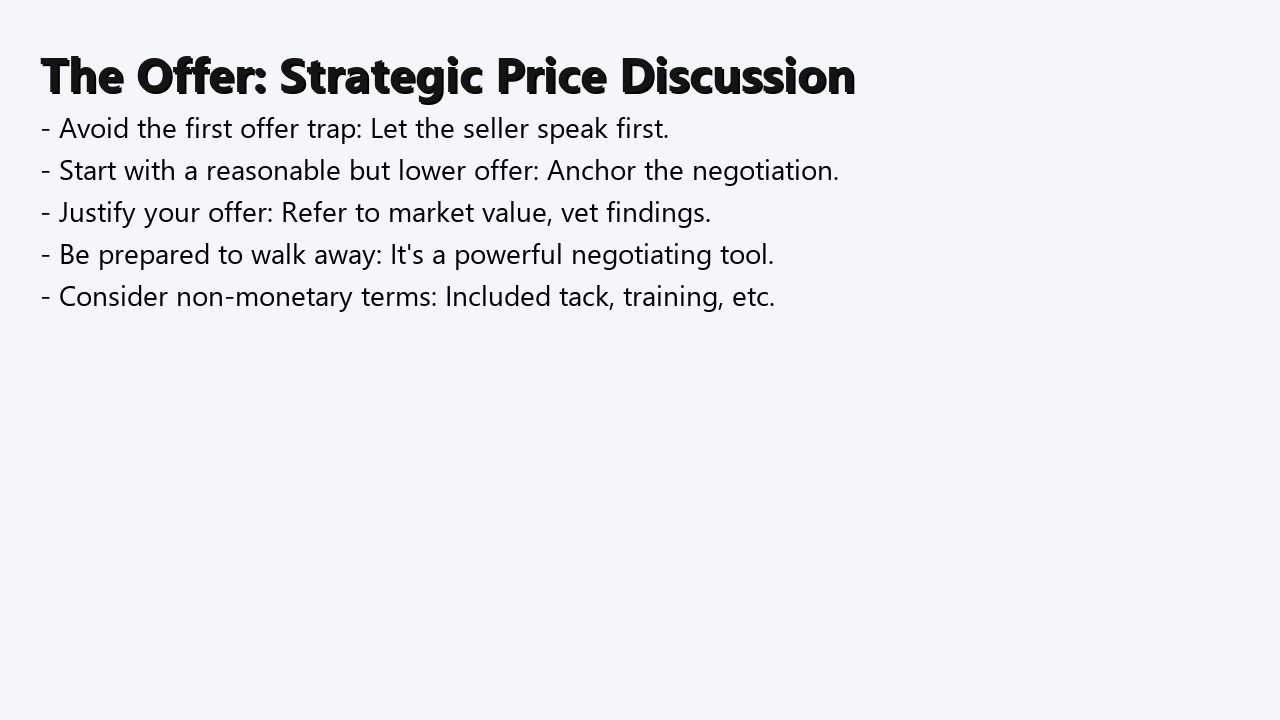 The Offer: Strategic Price Discussion
- Avoid the first offer trap: Let the seller speak first.
- Start with a reasonable but lower offer: Anchor the negotiation.
- Justify your offer: Refer to market value, vet findings.
- Be prepared to walk away: It's a powerful negotiating tool.
- Consider non-monetary terms: Included tack, training, etc.